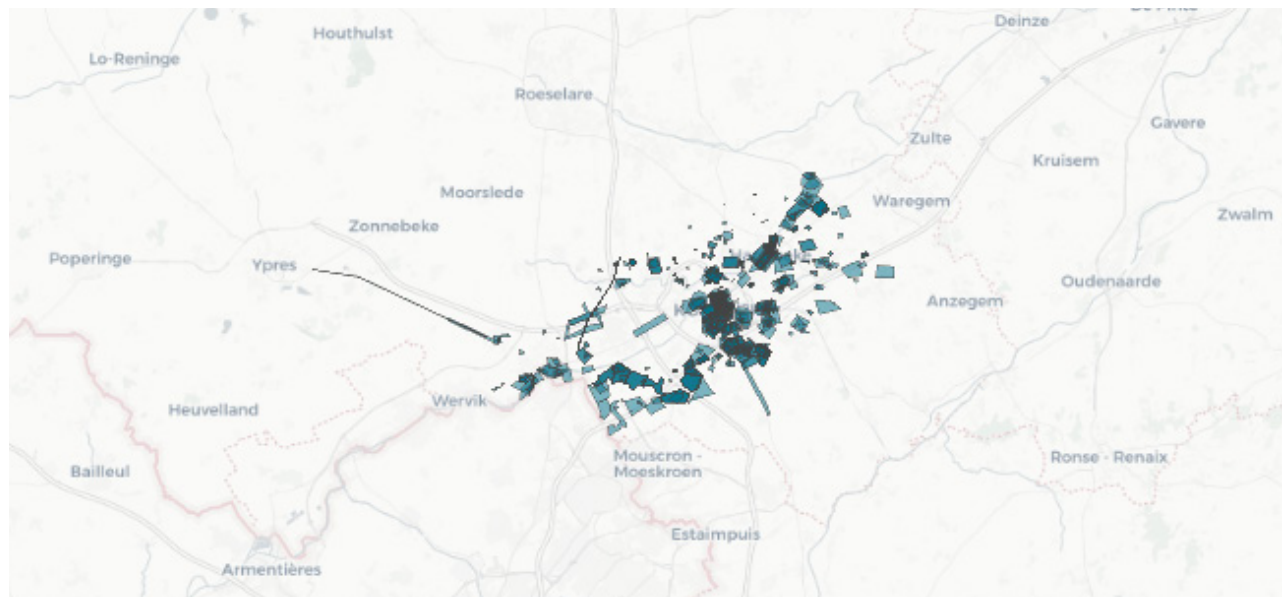 Deinze
Houthulst
Lo-Reninge
Roeselare
Gavere
Zulte
Kruisem
Moorslede
Waregem
Zwalm
Zonnebeke
Poperinge
Ypres
Oudenaarde
Anzegem
Wervik
Heuvelland
Mouscron -
Moeskroen
Ronse - Renaix
Bailleul
Estaimpuis
Armentières